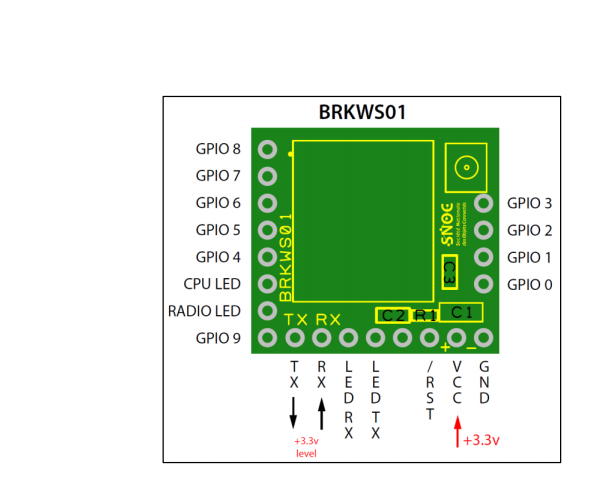 BRKWS01
GPIO 8
GPIO 7
GPIO 6
GPIO 5
GPIO 4
CPU LED
RADIO LED
GPIO 9
GPIO 3
GPIO 2
GPIO 1
GPIO 0
BRKWS01
SNOC
Société Nationale
des Objets Connectés
C3
TX RX
C2
R1
C1
+
−
TX
RX
LED RX
LED TX
/RST
VCC
GND
+3.3v
level
+3.3v